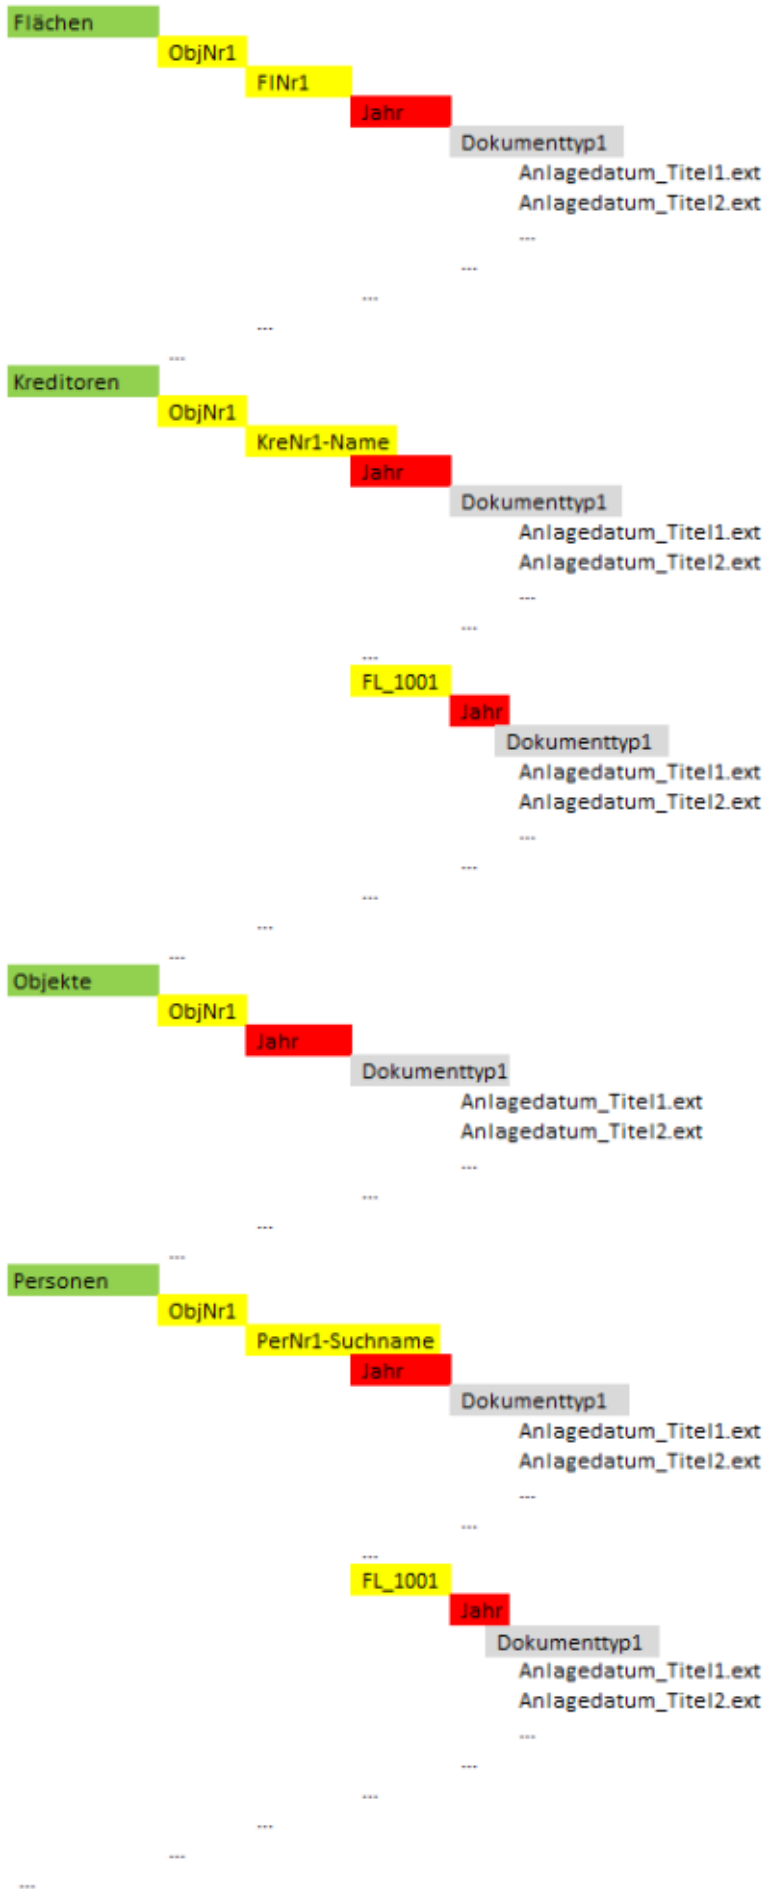 Flächen
ObjNr1
FlNr1
Jahr
Dokumenttyp1
Anlagedatum_Titel1.ext
Anlagedatum_Titel2.ext
...
...
...
...
...
Kreditoren
ObjNr1
KreNr1-Name
Jahr
Dokumenttyp1
Anlagedatum_Titel1.ext
Anlagedatum_Titel2.ext
...
...
...
FL_1001
Jahr
Dokumenttyp1
Anlagedatum_Titel1.ext
Anlagedatum_Titel2.ext
...
...
...
...
...
Objekte
ObjNr1
Jahr
Dokumenttyp1
Anlagedatum_Titel1.ext
Anlagedatum_Titel2.ext
...
...
...
...
Personen
ObjNr1
PerNr1-Suchname
Jahr
Dokumenttyp1
Anlagedatum_Titel1.ext
Anlagedatum_Titel2.ext
...
...
...
FL_1001
Jahr
Dokumenttyp1
Anlagedatum_Titel1.ext
Anlagedatum_Titel2.ext
...
...
...
...
...
...